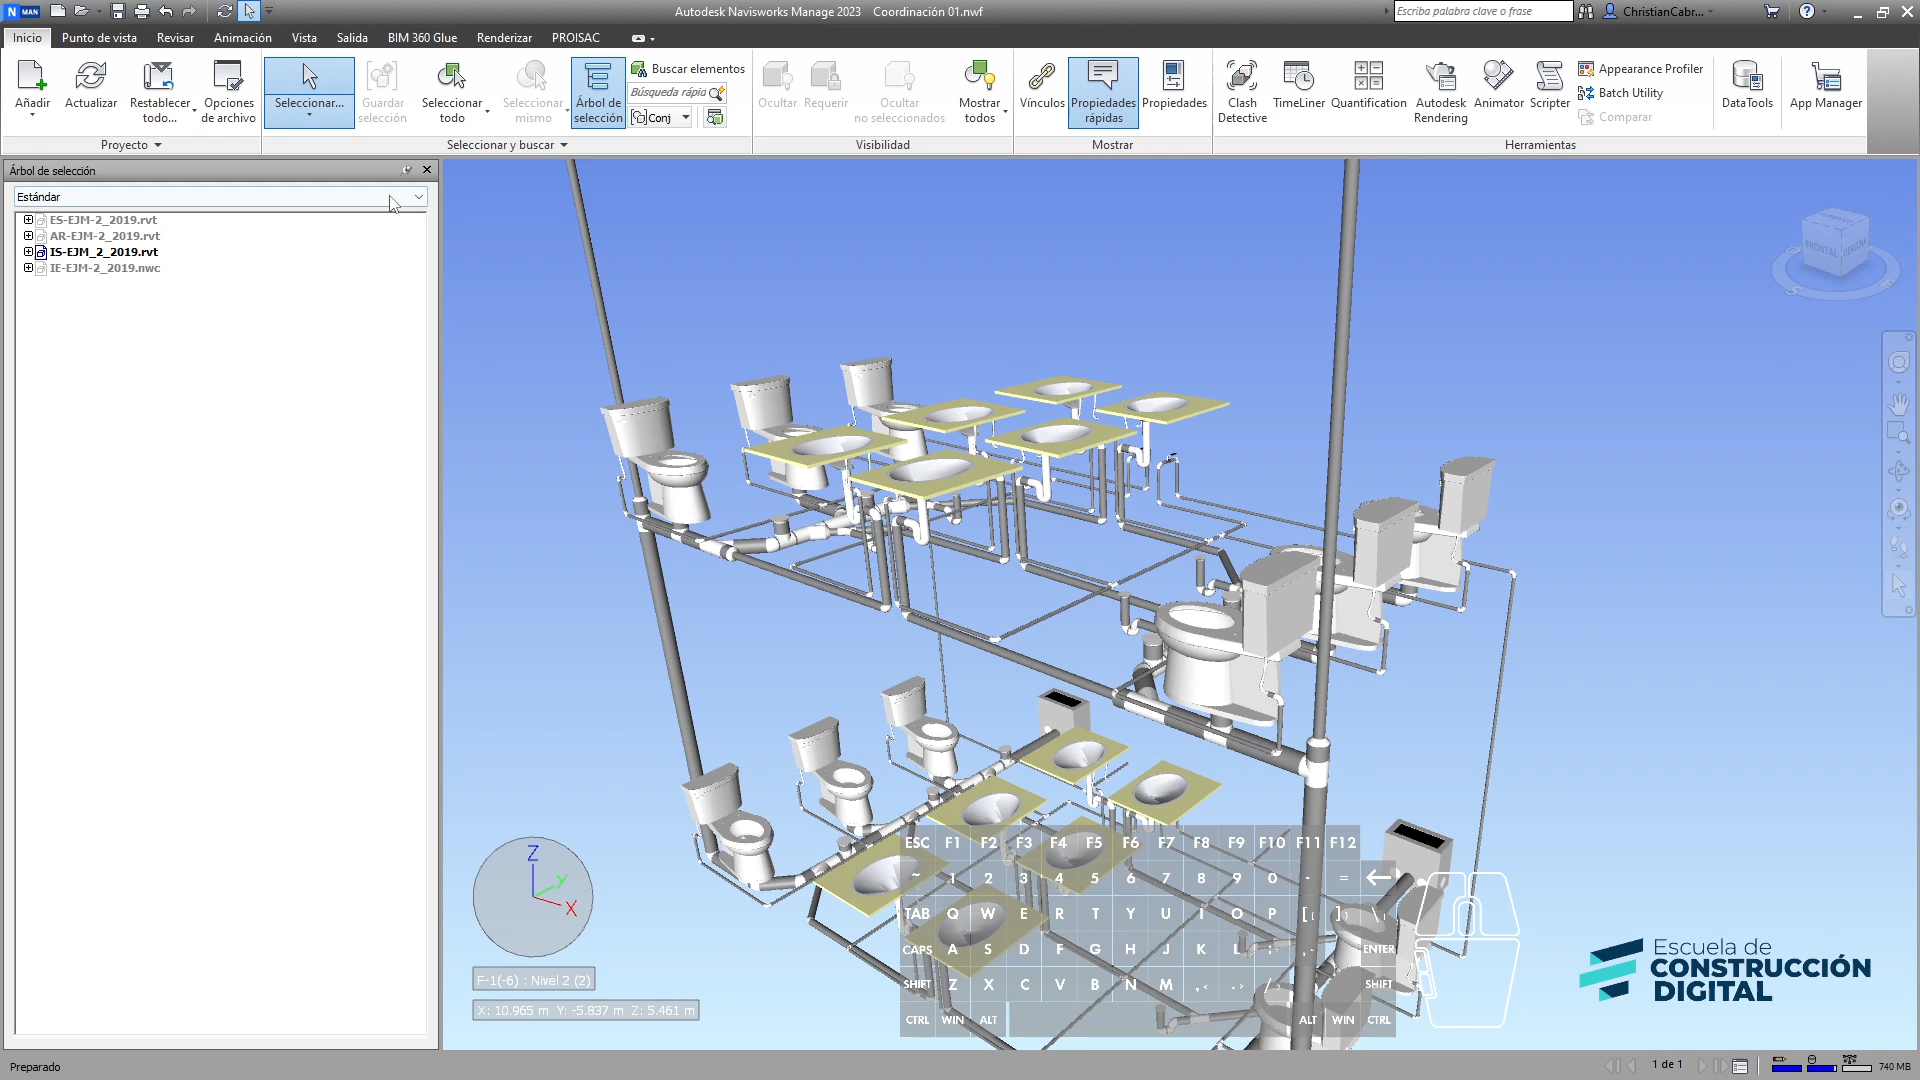 N MAN
Autodesk Navisworks Manage 2023 Coordinación 01.nwf
Escriba palabra clave o frase
ChristianCabr...
Inicio Punto de vista Revisar Animación Vista Salida BIM 360 Glue Renderizar PROISAC
Añadir
Actualizar
Restablecer todo...
Opciones de archivo
Seleccionar...
Guardar selección
Seleccionar todo
Seleccionar mismo
Árbol de selección
Buscar elementos
Búsqueda rápid
Conj
Ocultar
Requerir
Ocultar no seleccionados
Mostrar todos
Vínculos
Propiedades rápidas
Propiedades
Clash Detective
TimeLiner
Quantification
Autodesk Rendering
Animator
Scripter
Appearance Profiler
Batch Utility
Comparar
DataTools
App Manager
Proyecto
Seleccionar y buscar
Visibilidad
Mostrar
Herramientas
Árbol de selección
Estándar
ES-EJM-2_2019.rvt
AR-EJM-2_2019.rvt
IS-EJM_2_2019.rvt
IE-EJM-2_2019.nwc
FRONTAL
S
Z
Y
X
F-1(-6) : Nivel 2 (2)
X: 10.965 m Y: -5.837 m Z: 5.461 m
ESC F1 F2 F3 F4 F5 F6 F7 F8 F9 F10 F11 F12
~ 1 2 3 4 5 6 7 8 9 0 - =
TAB Q W E R T Y U I O P [ ] \
CAPS A S D F G H J K L ; ENTER
SHIFT Z X C V B N M , . / SHIFT
CTRL WIN ALT ALT WIN CTRL
Escuela de
CONSTRUCCIÓN
DIGITAL
Preparado
1 de 1
740 MB